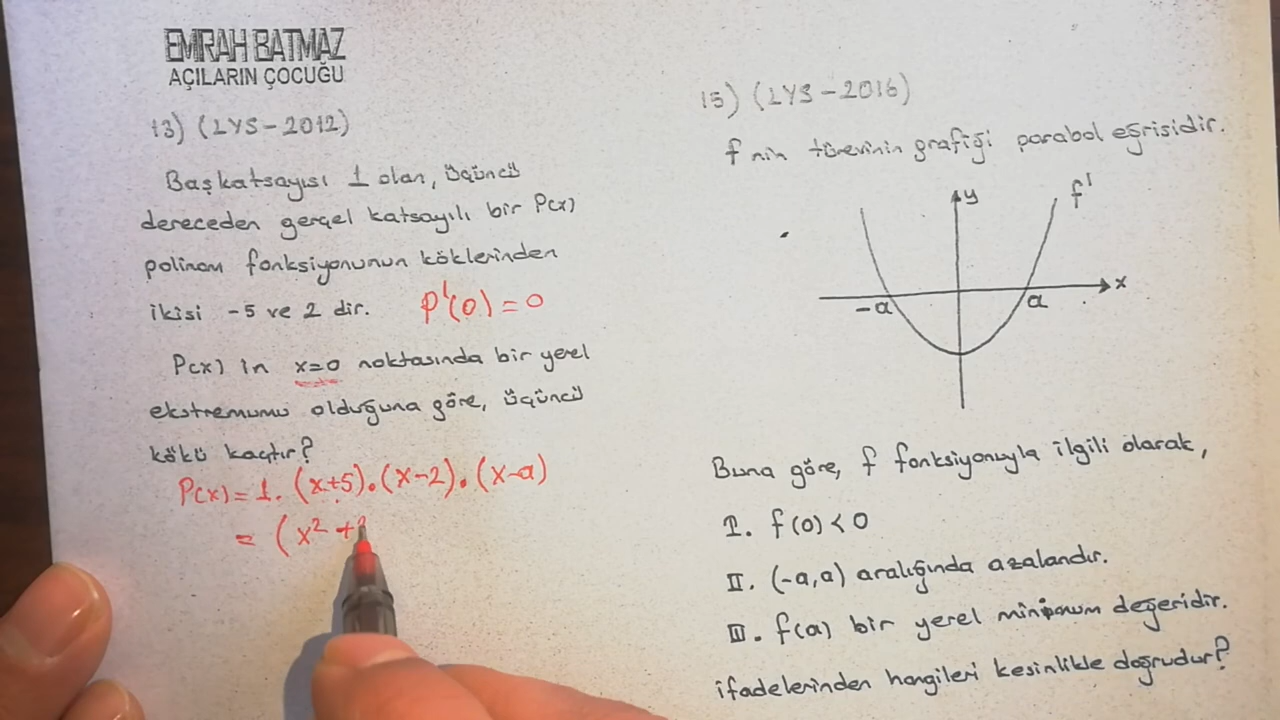 EMRAH BATMAZ
AÇILARIN ÇOCUĞU
13) (LYS-2012)
Başkatsayısı 1 olan, üçüncü
dereceden gerçel katsayılı bir P(x)
polinom fonksiyonunun köklerinden
ikisi -5 ve 2 dir.
P'(0)=0
P(x) in x=0 noktasında bir yerel
ekstremumu olduğuna göre, üçüncü
kökü kaçtır?
P(x)=1.(x+5).(x-2).(x-a)
= (x² +
15) (LYS-2016)
f nin türevinin grafiği parabol eğrisidir.
y
f'
x
-a
a
Buna göre, f fonksiyonuyla ilgili olarak,
I. f(0)<0
II. (-a,a) aralığında azalandır.
III. f(a) bir yerel minimum değeridir.
ifadelerinden hangileri kesinlikle doğrudur?